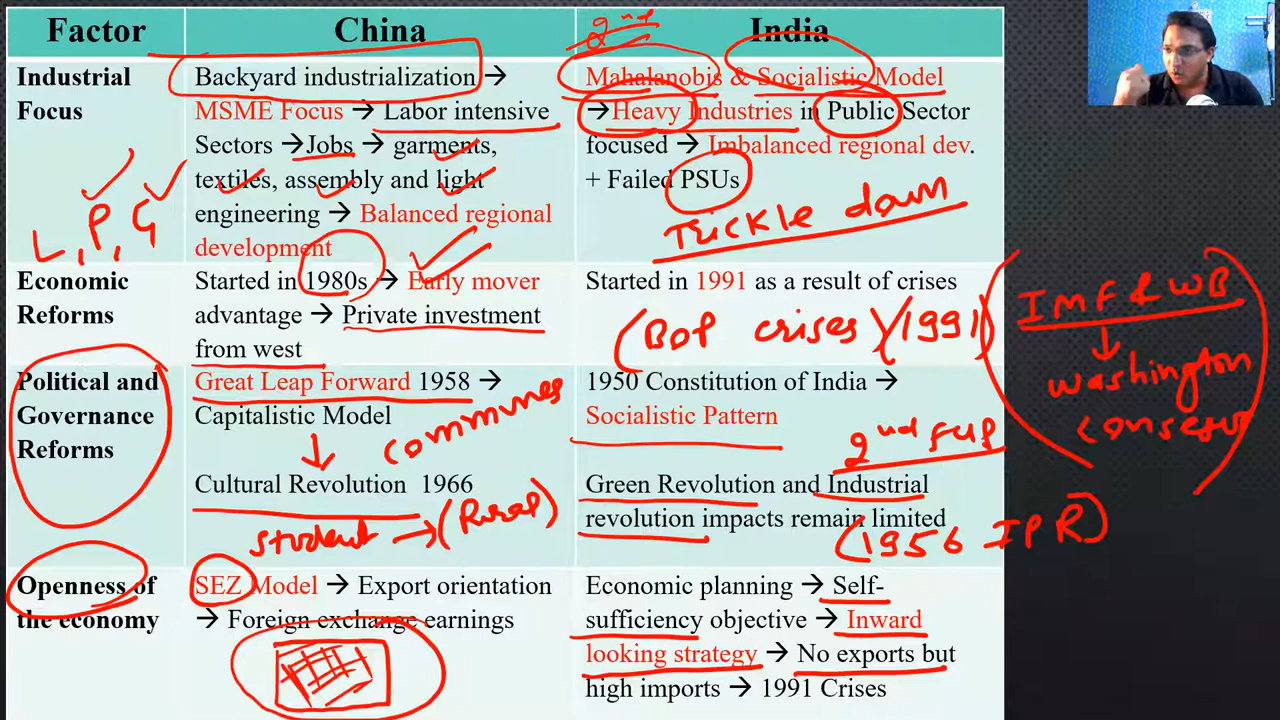 Factor
China
2nd
India
Industrial
Focus
Backyard industrialization →
MSME Focus → Labor intensive
Sectors → Jobs → garments,
textiles, assembly and light
engineering → Balanced regional
development
Mahalanobis & Socialistic Model
→ Heavy Industries in Public Sector
focused → Imbalanced regional dev.
+ Failed PSUs
Trickle down
L, P, G
Economic
Reforms
Started in 1980s → Early mover
advantage → Private investment
from west
Started in 1991 as a result of crises
(BOP crises) (1991)
IMF & WB
↓
Washington
Political and
Governance
Reforms
Great Leap Forward 1958 →
Capitalistic Model
communes
Cultural Revolution 1966
student → (Rural)
1950 Constitution of India →
Socialistic Pattern
2nd FYP
Green Revolution and Industrial
revolution impacts remain limited
(1956 IPR)
Openness of
the economy
SEZ Model → Export orientation
→ Foreign exchange earnings
Economic planning → Self-
sufficiency objective → Inward
looking strategy → No exports but
high imports → 1991 Crises